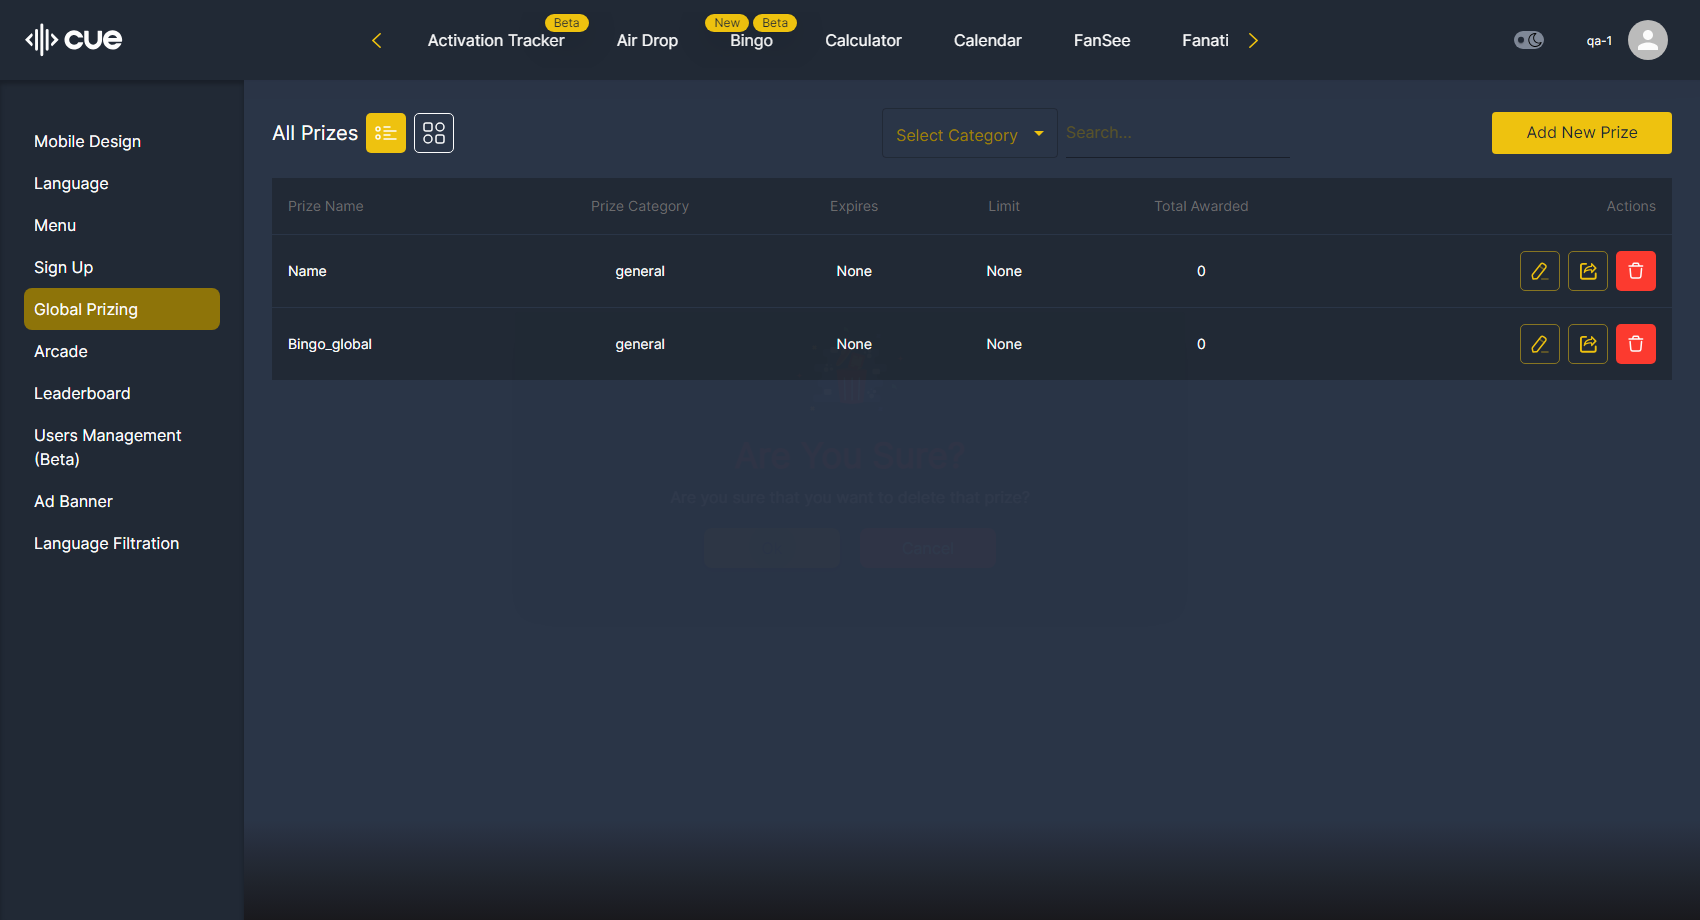 cue
Activation Tracker
Beta
Air Drop
Bingo
New
Beta
Calculator
Calendar
FanSee
Fanati
qa-1
Mobile Design
Language
Menu
Sign Up
Global Prizing
Arcade
Leaderboard
Users Management
(Beta)
Ad Banner
Language Filtration
All Prizes
Select Category
Search...
Add New Prize
Prize Name Prize Category Expires Limit Total Awarded Actions
Name general None None 0
Bingo_global general None None 0
Are You Sure?
Are you sure that you want to delete that prize?
Cancel